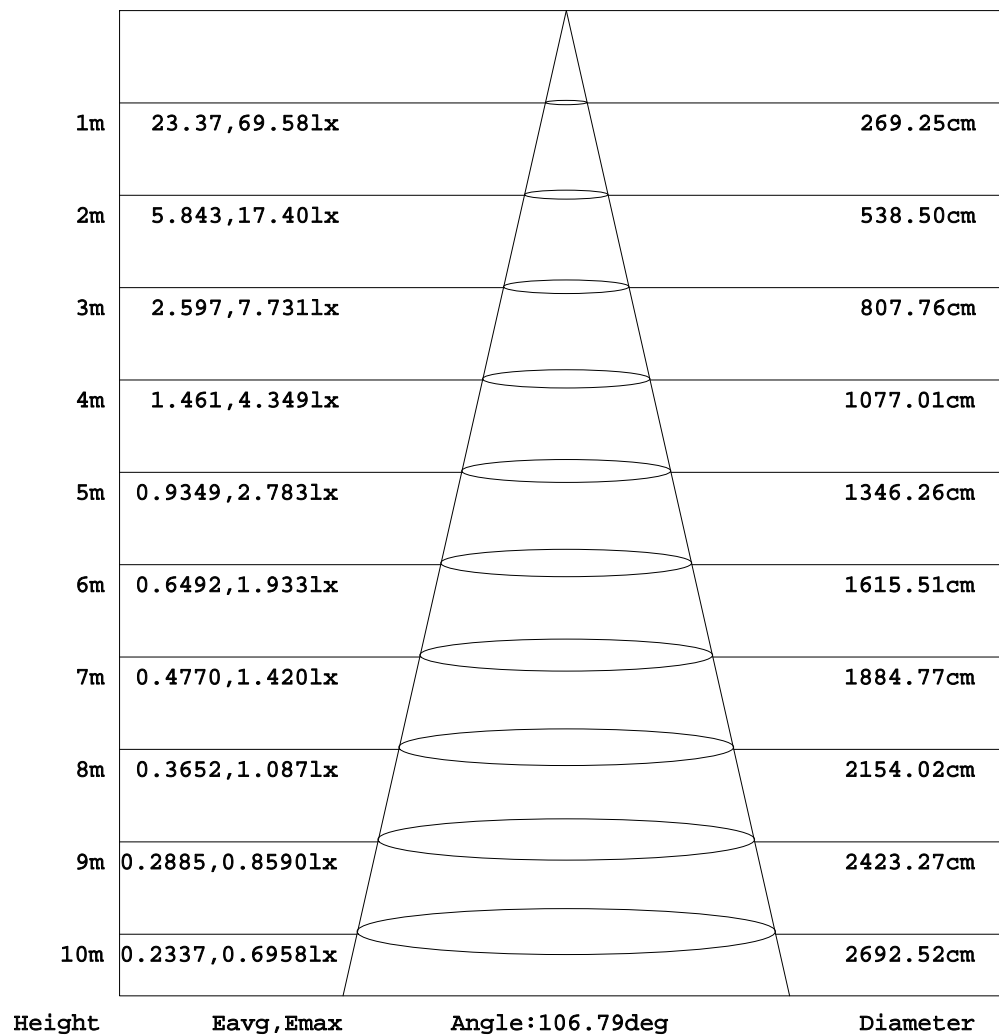 1m 23.37,69.58lx 269.25cm
2m 5.843,17.40lx 538.50cm
3m 2.597,7.731lx 807.76cm
4m 1.461,4.349lx 1077.01cm
5m 0.9349,2.783lx 1346.26cm
6m 0.6492,1.933lx 1615.51cm
7m 0.4770,1.420lx 1884.77cm
8m 0.3652,1.087lx 2154.02cm
9m 0.2885,0.8590lx 2423.27cm
10m 0.2337,0.6958lx 2692.52cm
Height Eavg,Emax Angle:106.79deg Diameter